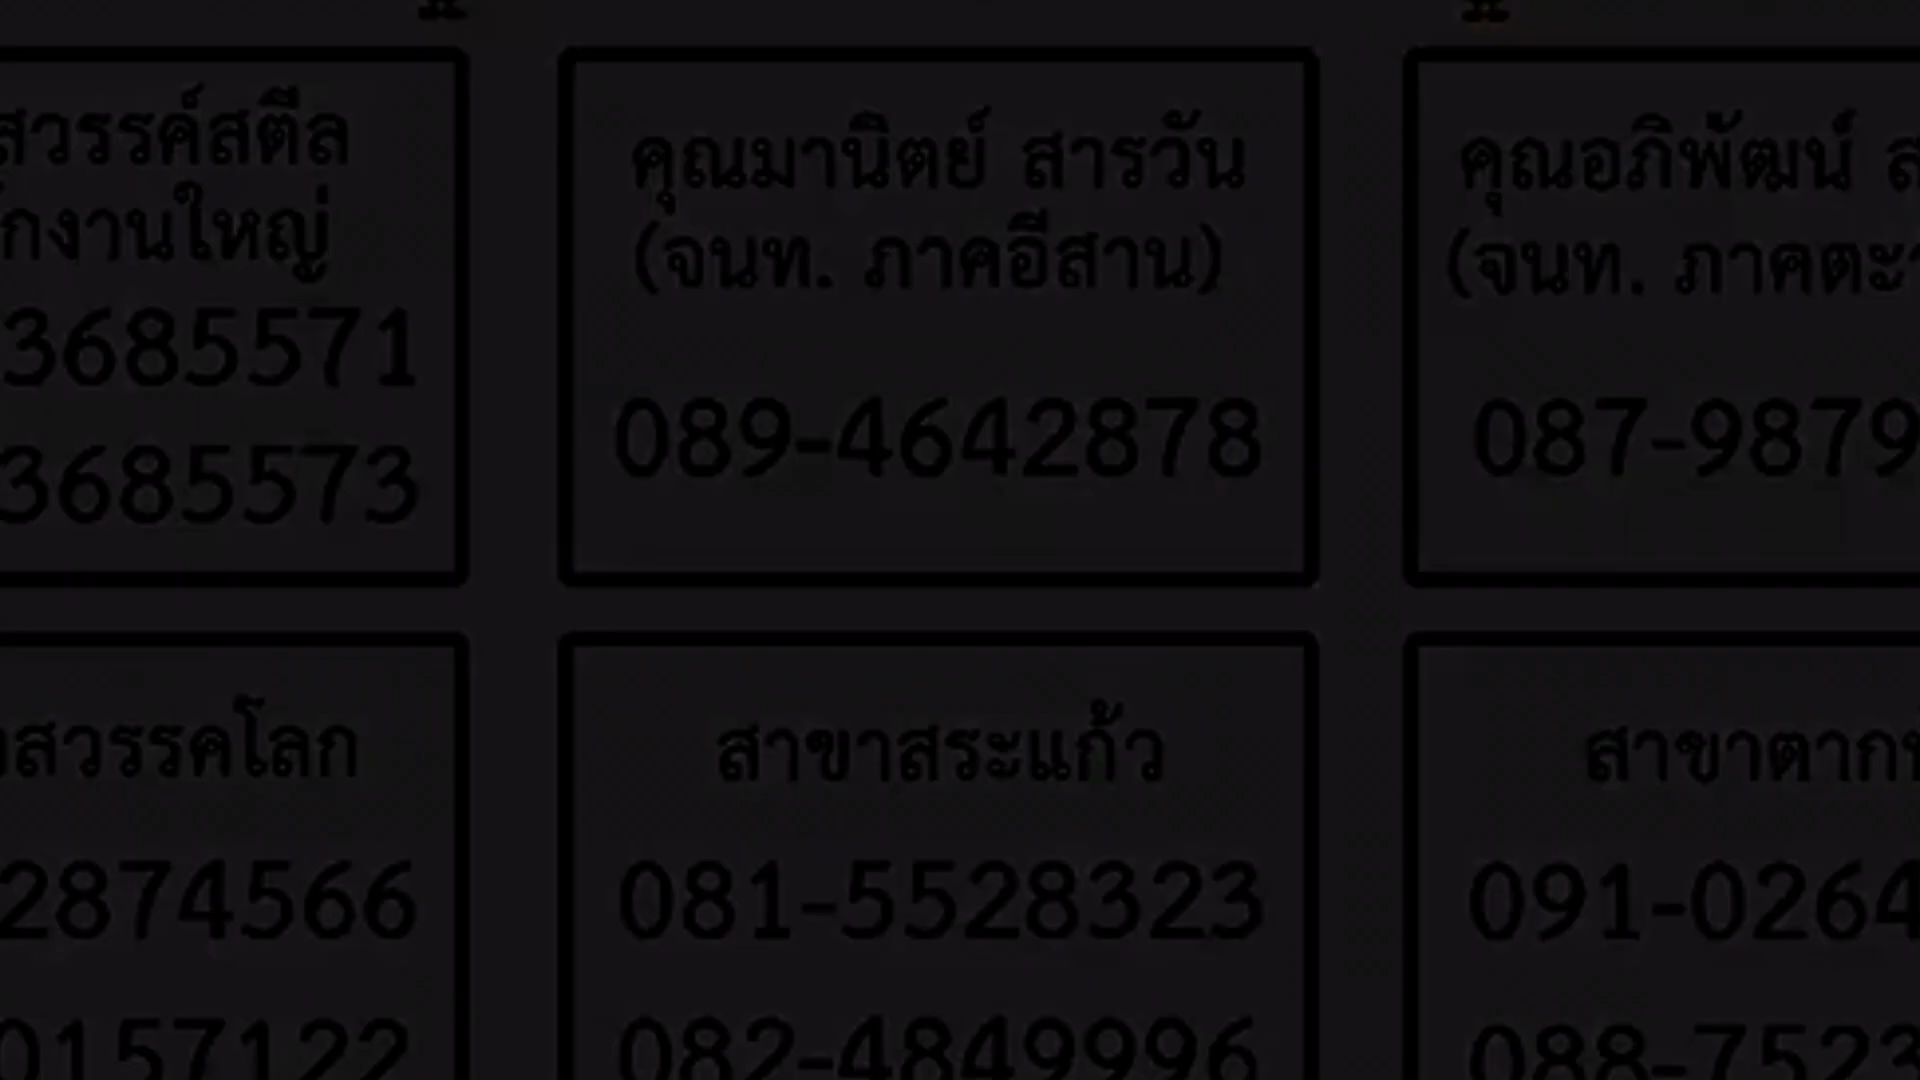 สวรรค์สตีล
กงานใหญ่
3685571
3685573
คุณมานิตย์ สารวัน
(จนท. ภาคอีสาน)
089-4642878
คุณอภิพัฒน์ ส
(จนท. ภาคตะ
087-9879
สวรรคโลก
2874566
0157122
สาขาสระแก้ว
081-5528323
082-4849996
สาขาตาก
091-0264
088-7523